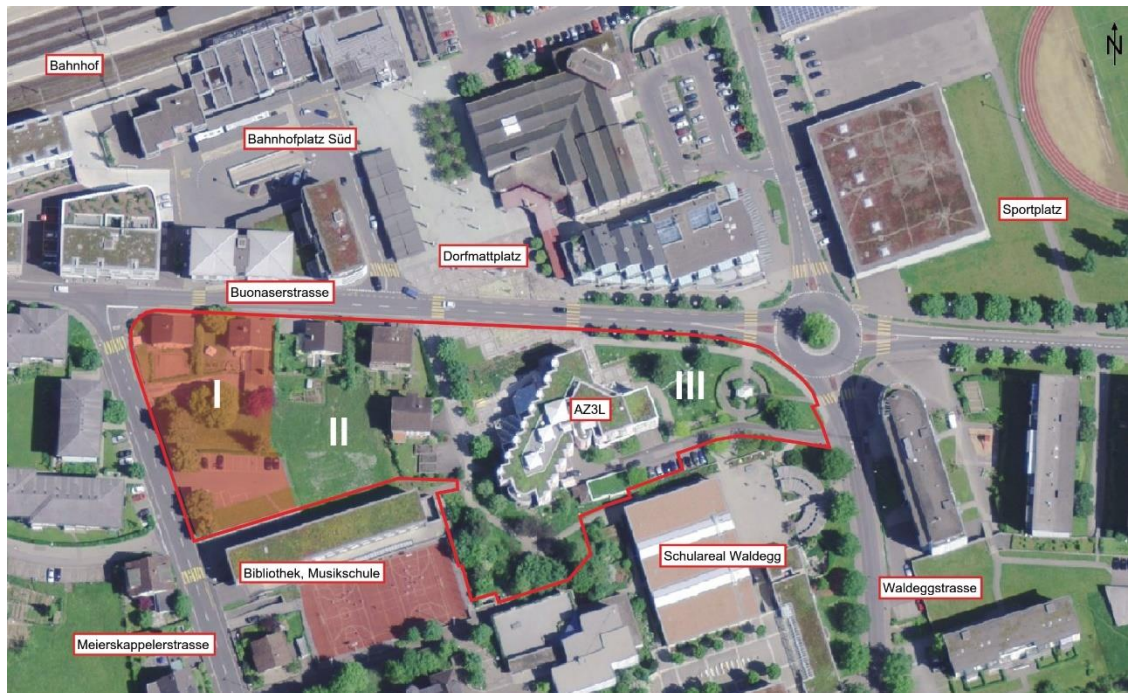 Bahnhof
N
Bahnhofplatz Süd
Sportplatz
Dorfmattplatz
Buonaserstrasse
I
II
III
AZ3L
Schulareal Waldegg
Bibliothek, Musikschule
Waldeggstrasse
Meierskappelerstrasse